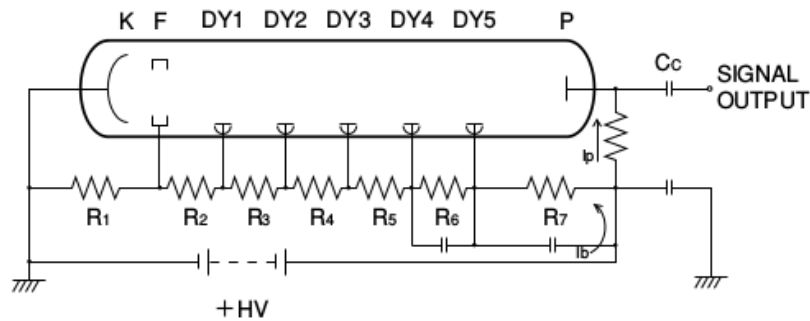 K F DY1 DY2 DY3 DY4 DY5 P
Cc
SIGNAL
OUTPUT
Ip
R1 R2 R3 R4 R5 R6 R7
Ib
+HV